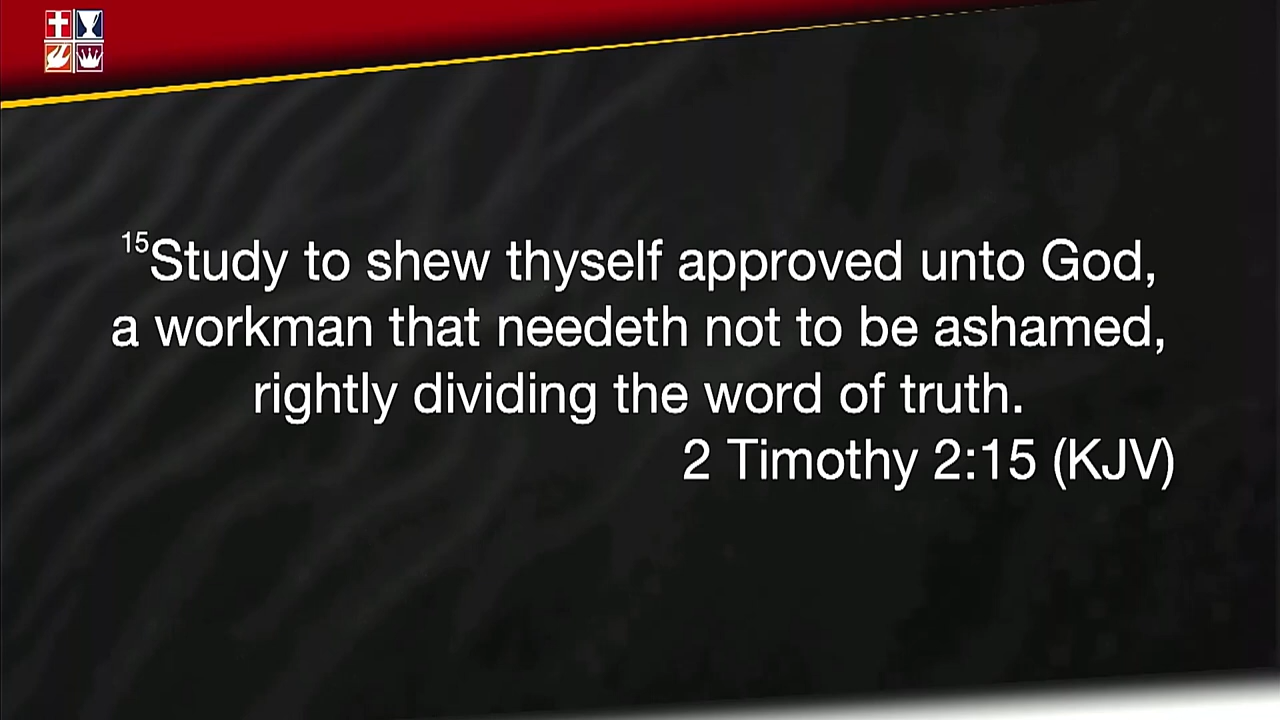 15Study to shew thyself approved unto God,
a workman that needeth not to be ashamed,
rightly dividing the word of truth.
2 Timothy 2:15 (KJV)